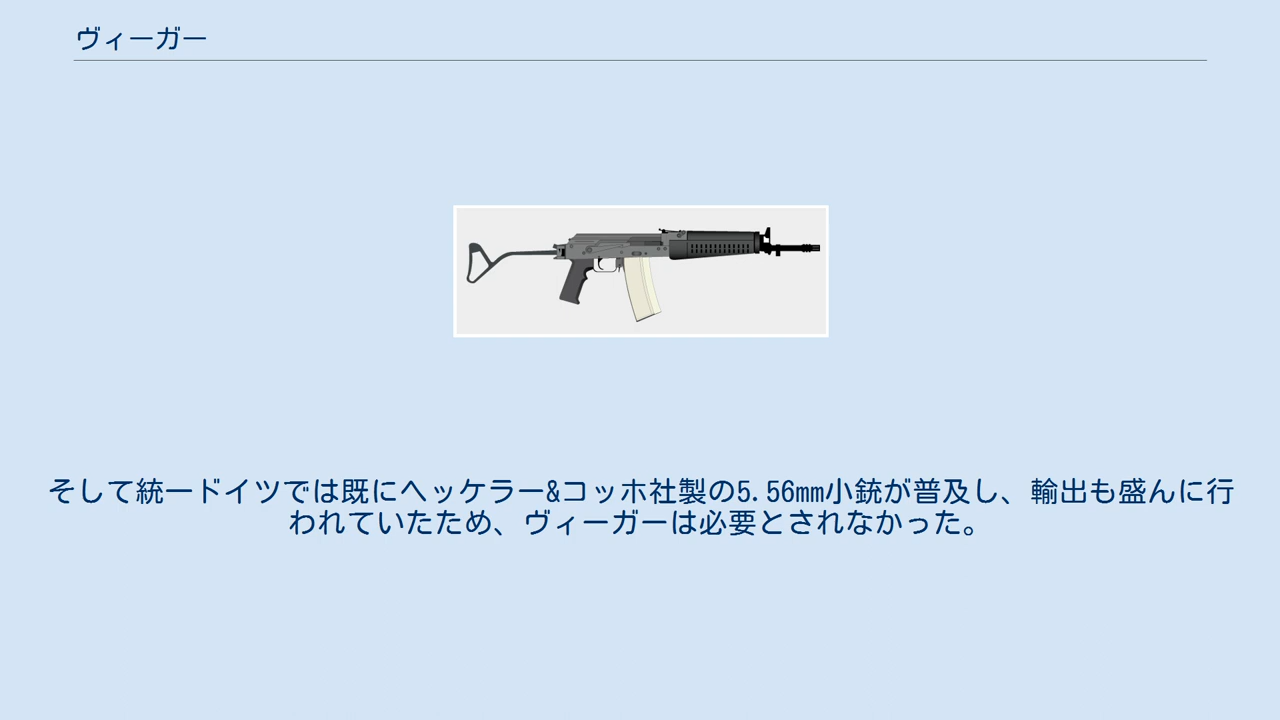 ヴィーガー
そして統一ドイツでは既にヘッケラー&コッホ社製の5.56mm小銃が普及し、輸出も盛んに行
われていたため、ヴィーガーは必要とされなかった。